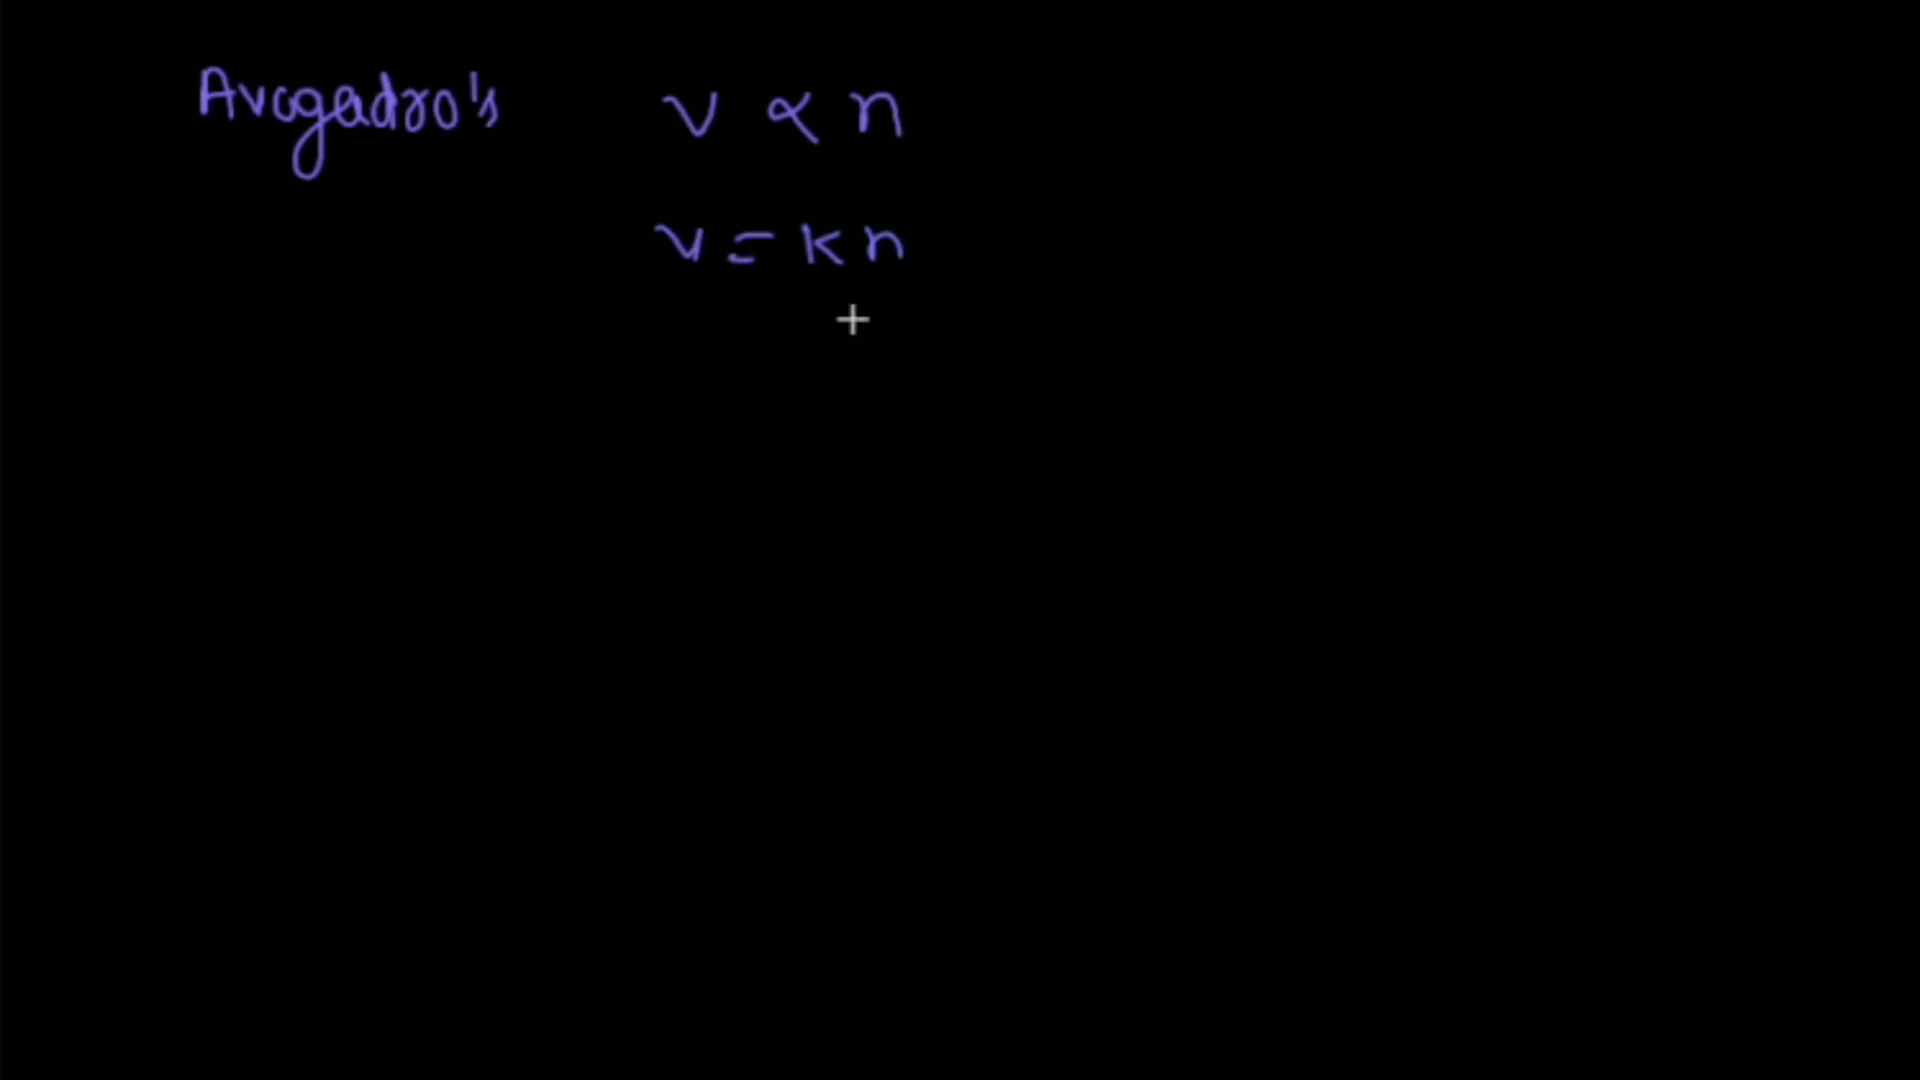 Avogadro's v ∝ n
v = kn